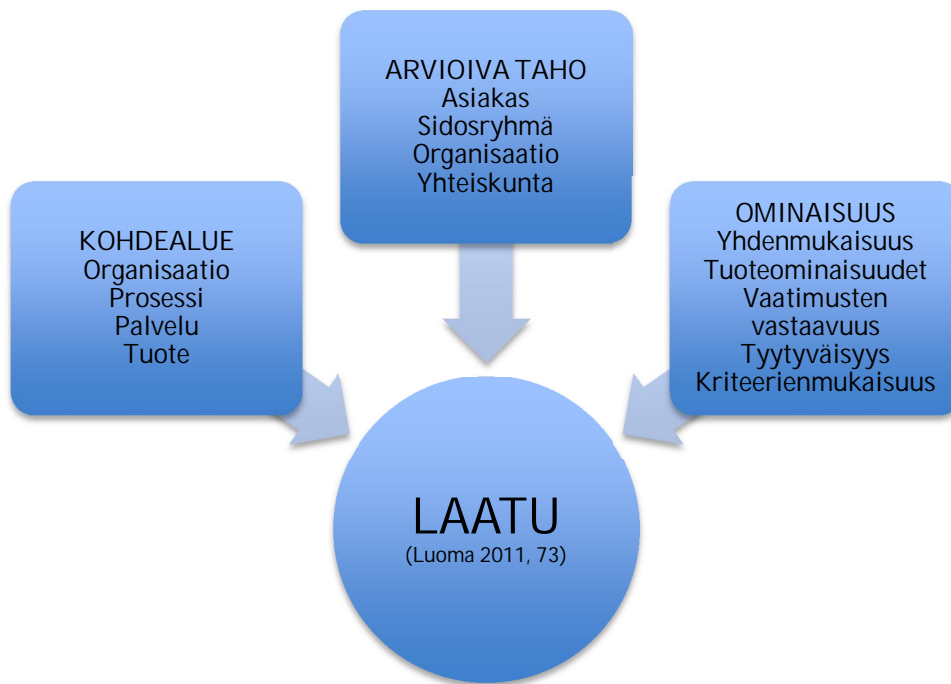 ARVIOIVA TAHO
Asiakas
Sidosryhmä
Organisaatio
Yhteiskunta
KOHDEALUE
Organisaatio
Prosessi
Palvelu
Tuote
OMINAISUUS
Yhdenmukaisuus
Tuoteominaisuudet
Vaatimusten
vastaavuus
Tyytyväisyys
Kriteerienmukaisuus
LAATU
(Luoma 2011, 73)